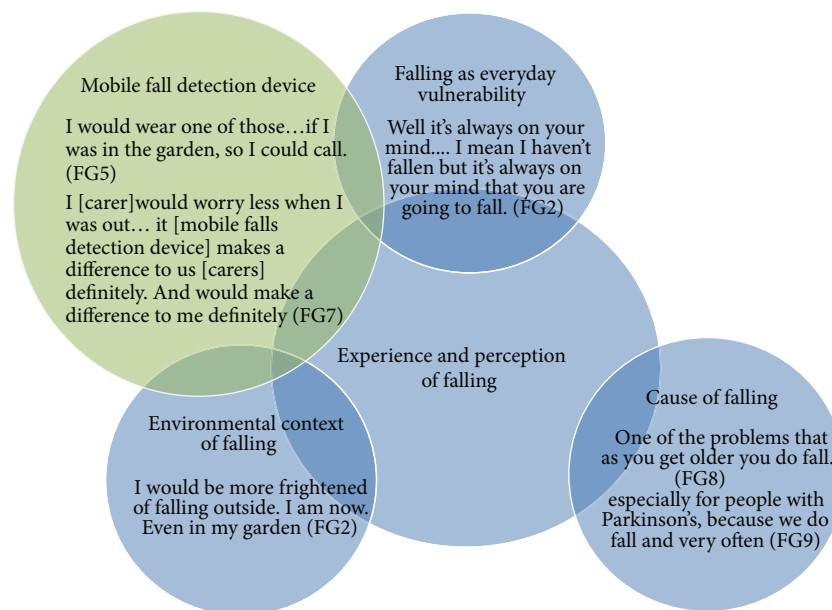 Mobile fall detection device
I would wear one of those…if I
was in the garden, so I could call.
(FG5)
I [carer]would worry less when I
was out… it [mobile falls
detection device] makes a
difference to us [carers]
definitely. And would make a
difference to me definitely (FG7)
Falling as everyday
vulnerability
Well it's always on your
mind.... I mean I haven't
fallen but it's always on
your mind that you are
going to fall. (FG2)
Experience and perception
of falling
Environmental context
of falling
I would be more frightened
of falling outside. I am now.
Even in my garden (FG2)
Cause of falling
One of the problems that
as you get older you do fall.
(FG8)
especially for people with
Parkinson's, because we do
fall and very often (FG9)